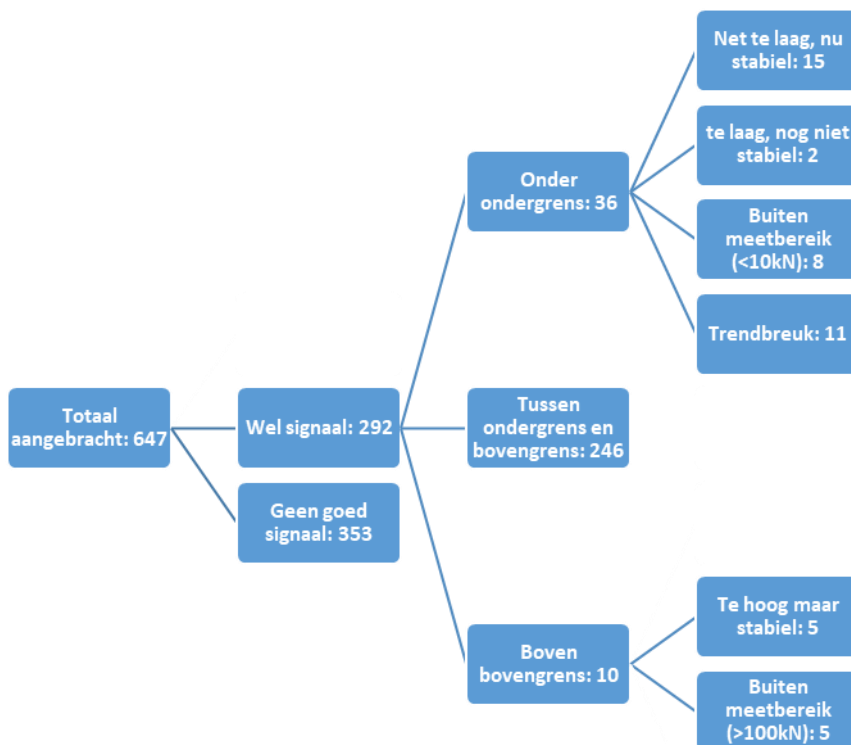 Totaal
aangebracht: 647
Wel signaal: 292
Geen goed
signaal: 353
Onder
ondergrens: 36
Tussen
ondergrens en
bovengrens: 246
Boven
bovengrens: 10
Net te laag, nu
stabiel: 15
te laag, nog niet
stabiel: 2
Buiten
meetbereik
(<10kN): 8
Trendbreuk: 11
Te hoog maar
stabiel: 5
Buiten
meetbereik
(>100kN): 5